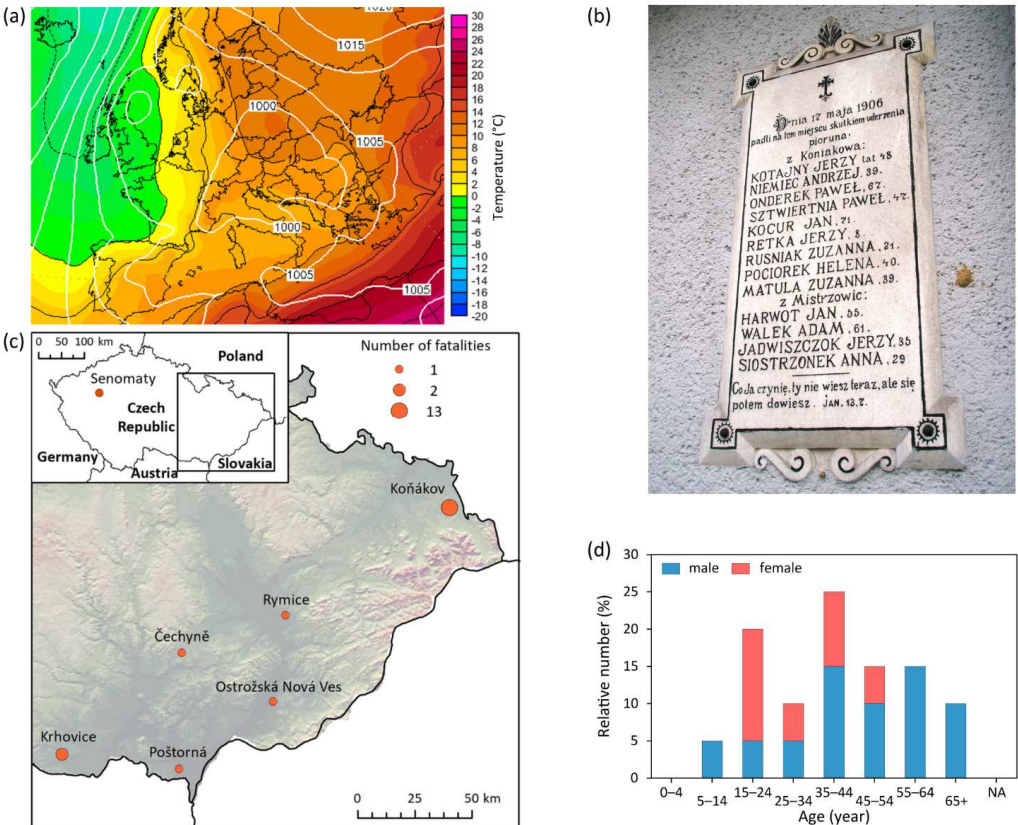 (a)
1020
1015
1000
1005
1000
1005
1005
30
28
26
24
22
20
18
16
14
12
10
8
6
4
2
0
-2
-4
-6
-8
-10
-12
-14
-16
-18
-20
Temperature (°C)
(b)
Dnia 17 maja 1906
padli na tom miejscu skutkiem uderzenia
pioruna:
z Koniakowa:
KOTAJNY JERZY lat 48
NIEMIEC ANDRZEJ. 39.
ONDEREK PAWEŁ, 67.
SZTWIERTNIA PAWEŁ, 47.
KOCUR JAN, 71.
RETKA JERZY, 8.
RUSNIAK ZUZANNA, 21.
POCIOREK HELENA, 40.
MATULA ZUZANNA, 39.
z Mistrzowic:
HARWOT JAN, 55.
WALEK ADAM, 61.
JADWISZCZOK JERZY, 35
SIOSTRZONEK ANNA, 29
Co Ja czynię, ty nie wiesz teraz, ale się
potem dowiesz. JAN. 13, 7.
(c)
0 50 100 km
Poland
Senomaty
Czech
Republic
Germany
Austria
Slovakia
Number of fatalities
1
2
13
Koňákov
Rymice
Čechyně
Ostrožská Nová Ves
Krhovice
Poštorná
0 25 50 km
(d)
male female
Relative number (%)
30
25
20
15
10
5
0
0–4 5–14 15–24 25–34 35–44 45–54 55–64 65+ NA
Age (year)